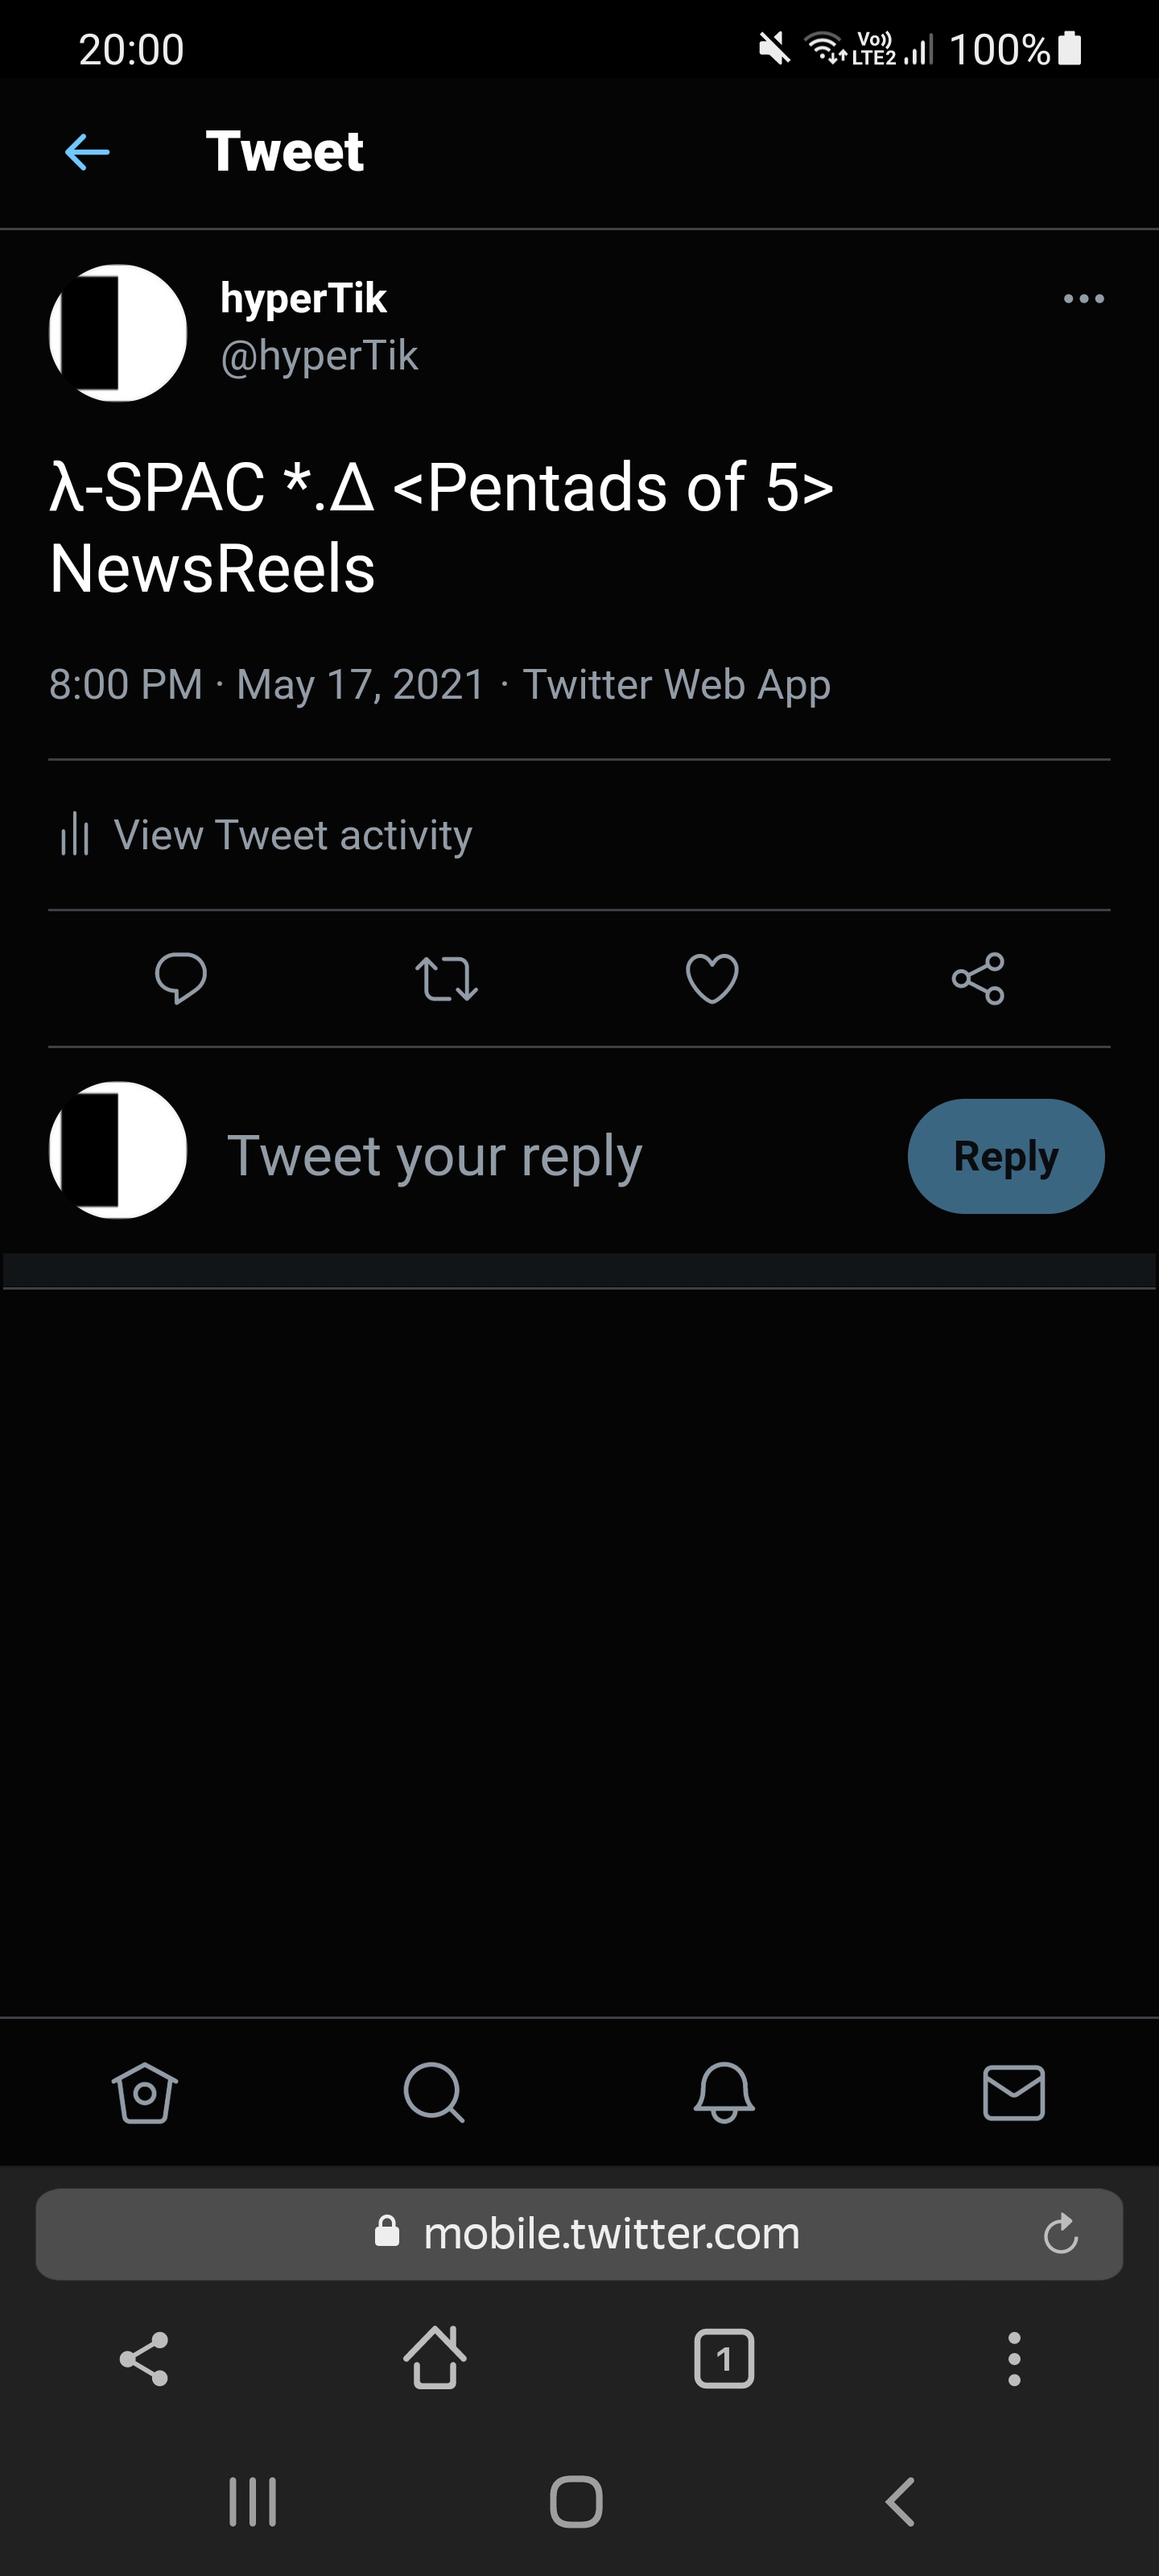 20:00 Vo)) LTE2 100%
Tweet
hyperTik
@hyperTik
λ-SPAC *.Δ <Pentads of 5>
NewsReels
8:00 PM · May 17, 2021 · Twitter Web App
View Tweet activity
Tweet your reply Reply
mobile.twitter.com
1